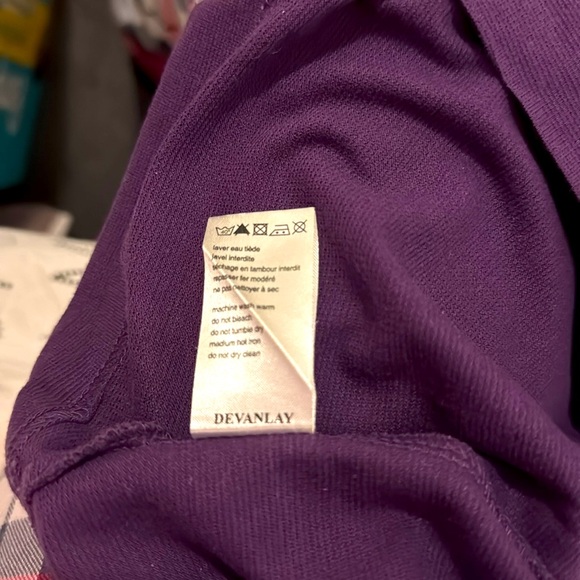 laver eau tiède
javel interdite
séchage en tambour interdit
repasser fer modéré
ne pas nettoyer à sec
machine wash warm
do not bleach
do not tumble dry
medium hot iron
do not dry clean
DEVANLAY